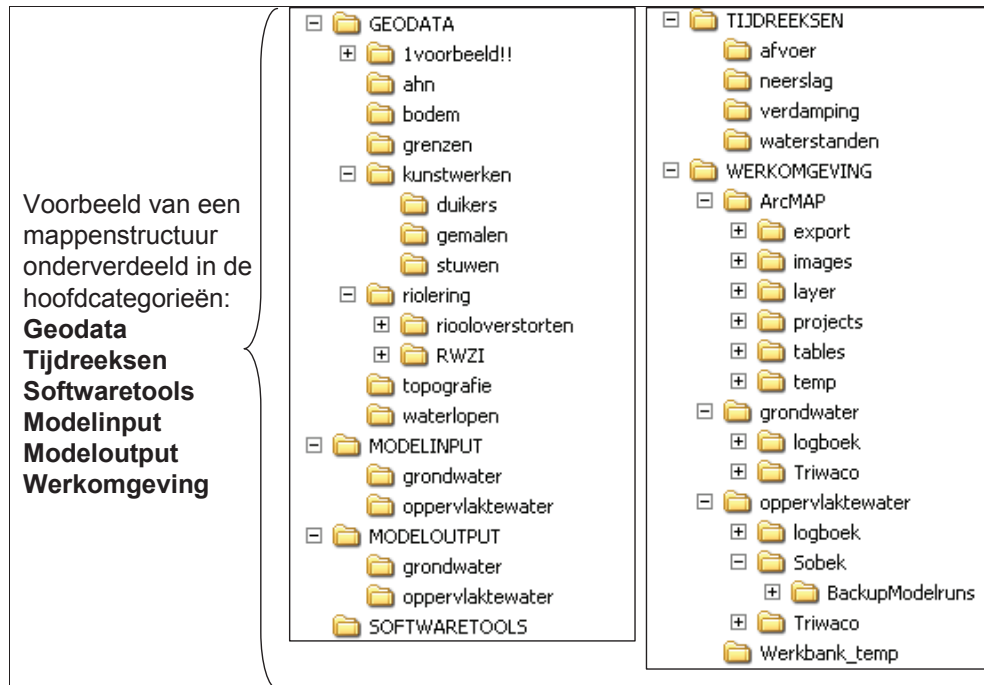 Voorbeeld van een
mappenstructuur
onderverdeeld in de
hoofdcategorieën:
Geodata
Tijdreeksen
Softwaretools
Modelinput
Modeloutput
Werkomgeving
GEODATA
1voorbeeld!!
ahn
bodem
grenzen
kunstwerken
duikers
gemalen
stuwen
riolering
riooloverstorten
RWZI
topografie
waterlopen
MODELINPUT
grondwater
oppervlaktewater
MODELOUTPUT
grondwater
oppervlaktewater
SOFTWARETOOLS
TIJDREEKSEN
afvoer
neerslag
verdamping
waterstanden
WERKOMGEVING
ArcMAP
export
images
layer
projects
tables
temp
grondwater
logboek
Triwaco
oppervlaktewater
logboek
Sobek
BackupModelruns
Triwaco
Werkbank_temp